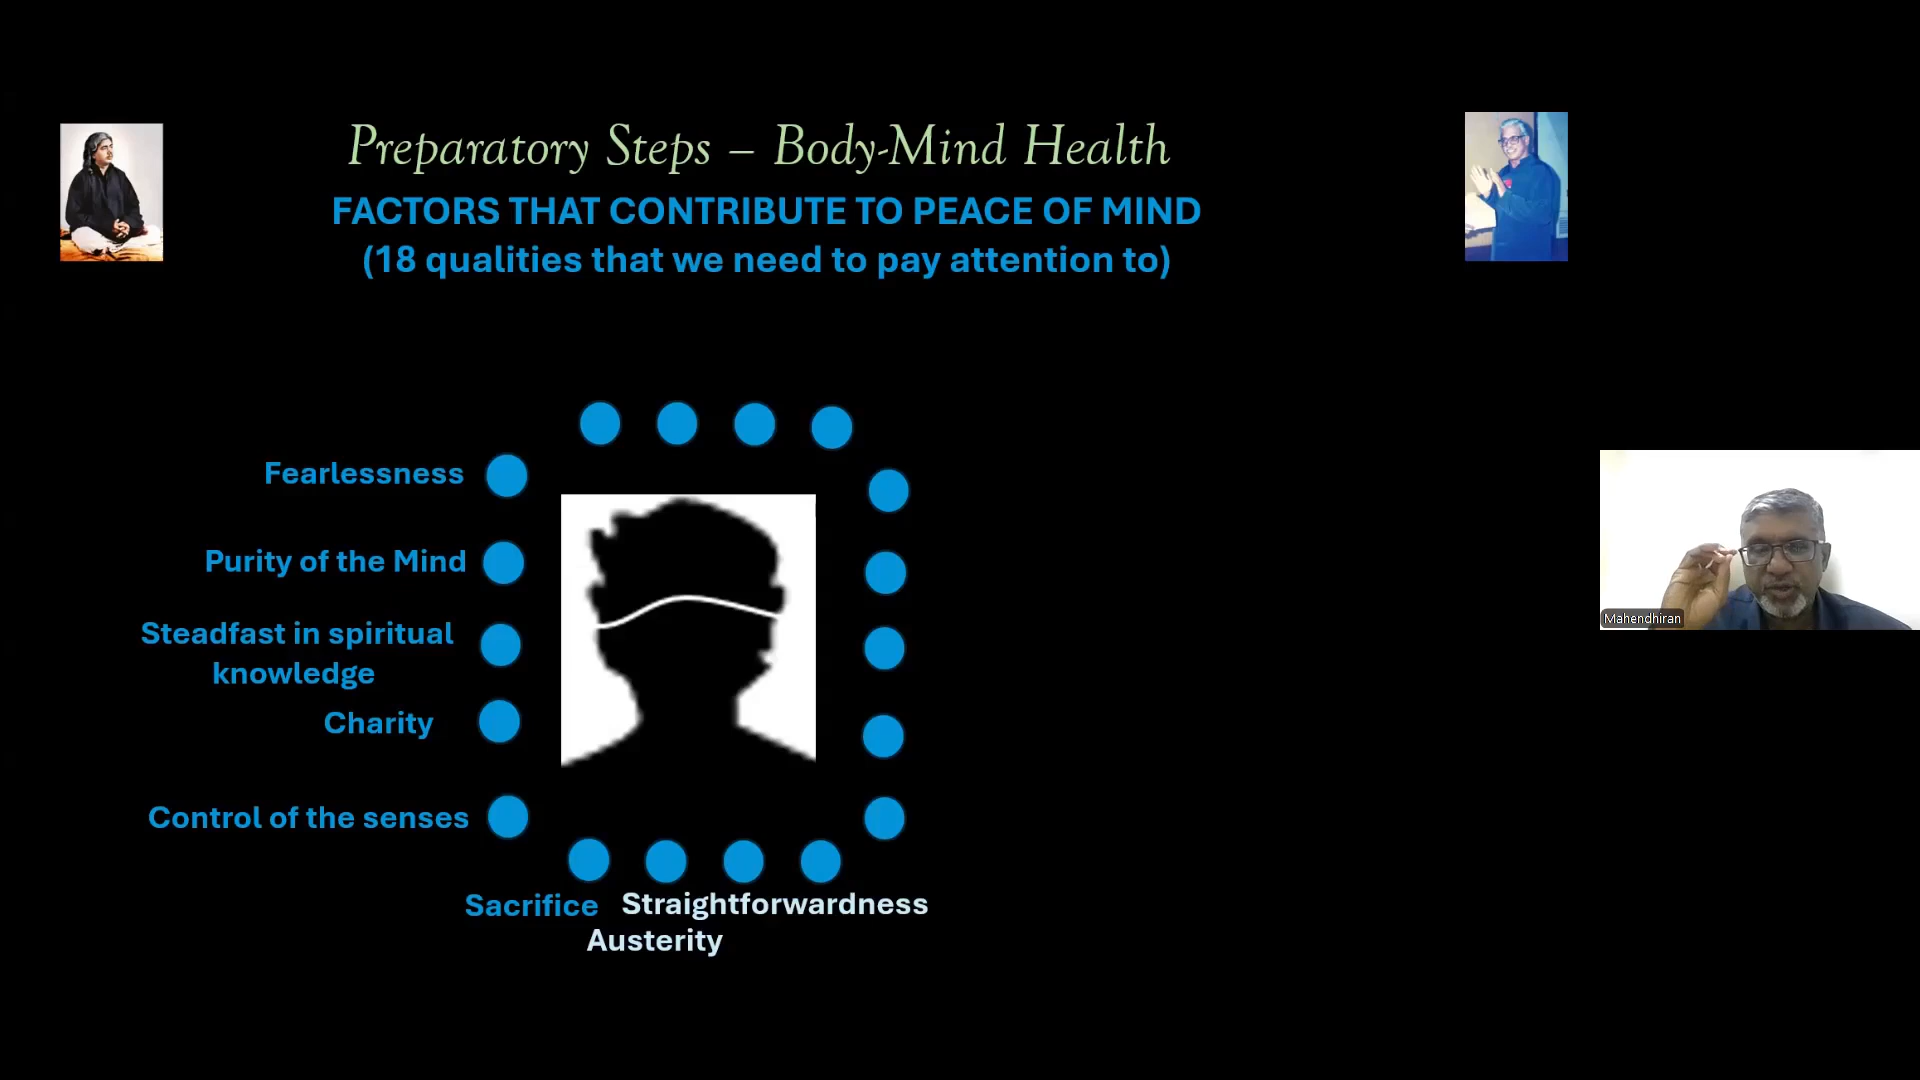 Preparatory Steps – Body-Mind Health
FACTORS THAT CONTRIBUTE TO PEACE OF MIND
(18 qualities that we need to pay attention to)
Fearlessness
Purity of the Mind
Steadfast in spiritual
knowledge
Charity
Control of the senses
Sacrifice
Straightforwardness
Austerity
Mahendhiran